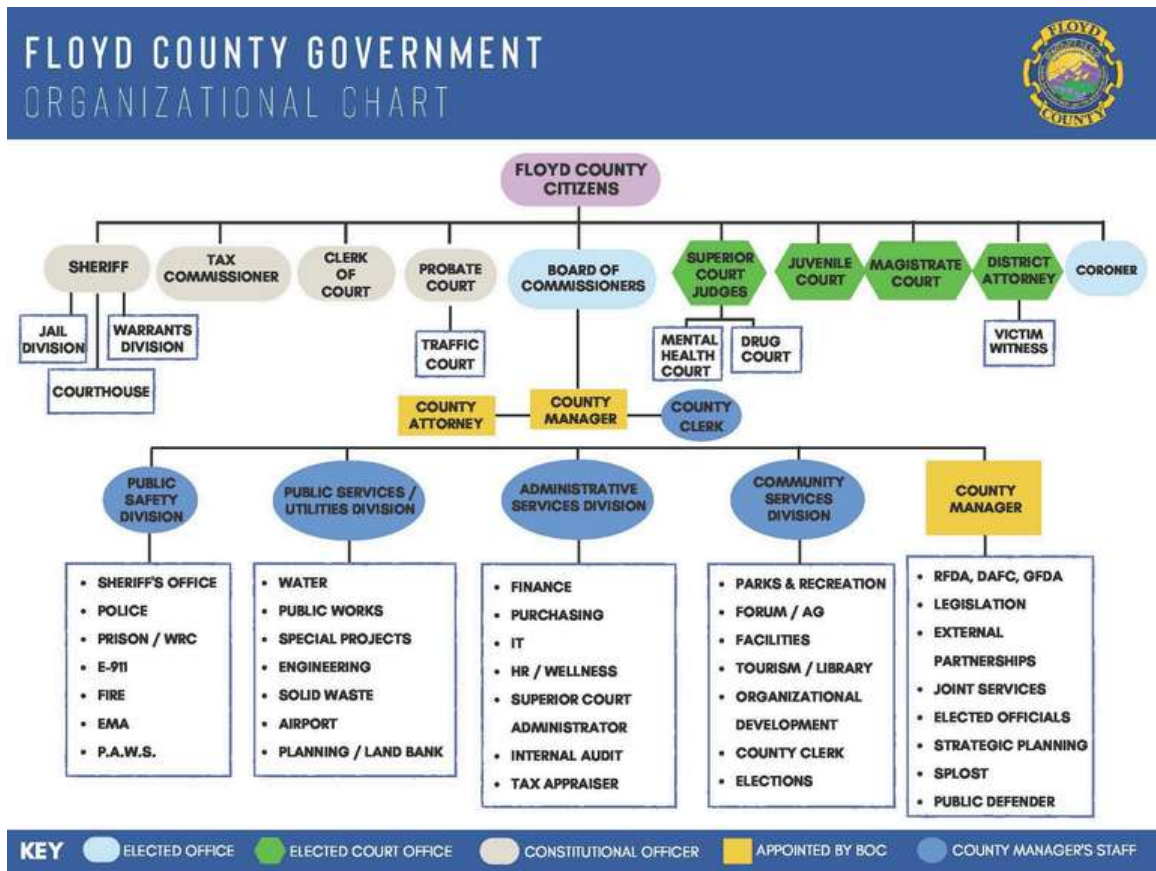 FLOYD COUNTY GOVERNMENT
ORGANIZATIONAL CHART
FLOYD
COUNTY
FLOYD COUNTY
CITIZENS
SHERIFF
TAX
COMMISSIONER
CLERK
OF
COURT
PROBATE
COURT
BOARD OF
COMMISSIONERS
SUPERIOR
COURT
JUDGES
JUVENILE
COURT
MAGISTRATE
COURT
DISTRICT
ATTORNEY
CORONER
JAIL
DIVISION
WARRANTS
DIVISION
COURTHOUSE
TRAFFIC
COURT
MENTAL
HEALTH
COURT
DRUG
COURT
VICTIM
WITNESS
COUNTY
ATTORNEY
COUNTY
MANAGER
COUNTY
CLERK
PUBLIC
SAFETY
DIVISION
PUBLIC SERVICES /
UTILITIES DIVISION
ADMINISTRATIVE
SERVICES DIVISION
COMMUNITY
SERVICES
DIVISION
COUNTY
MANAGER
• SHERIFF'S OFFICE
• POLICE
• PRISON / WRC
• E-911
• FIRE
• EMA
• P.A.W.S.
• WATER
• PUBLIC WORKS
• SPECIAL PROJECTS
• ENGINEERING
• SOLID WASTE
• AIRPORT
• PLANNING / LAND BANK
• FINANCE
• PURCHASING
• IT
• HR / WELLNESS
• SUPERIOR COURT
ADMINISTRATOR
• INTERNAL AUDIT
• TAX APPRAISER
• PARKS & RECREATION
• FORUM / AG
• FACILITIES
• TOURISM / LIBRARY
• ORGANIZATIONAL
DEVELOPMENT
• COUNTY CLERK
• ELECTIONS
• RFDA, DAFC, GFDA
• LEGISLATION
• EXTERNAL
PARTNERSHIPS
• JOINT SERVICES
• ELECTED OFFICIALS
• STRATEGIC PLANNING
• SPLOST
• PUBLIC DEFENDER
KEY
ELECTED OFFICE
ELECTED COURT OFFICE
CONSTITUTIONAL OFFICER
APPOINTED BY BOC
COUNTY MANAGER'S STAFF